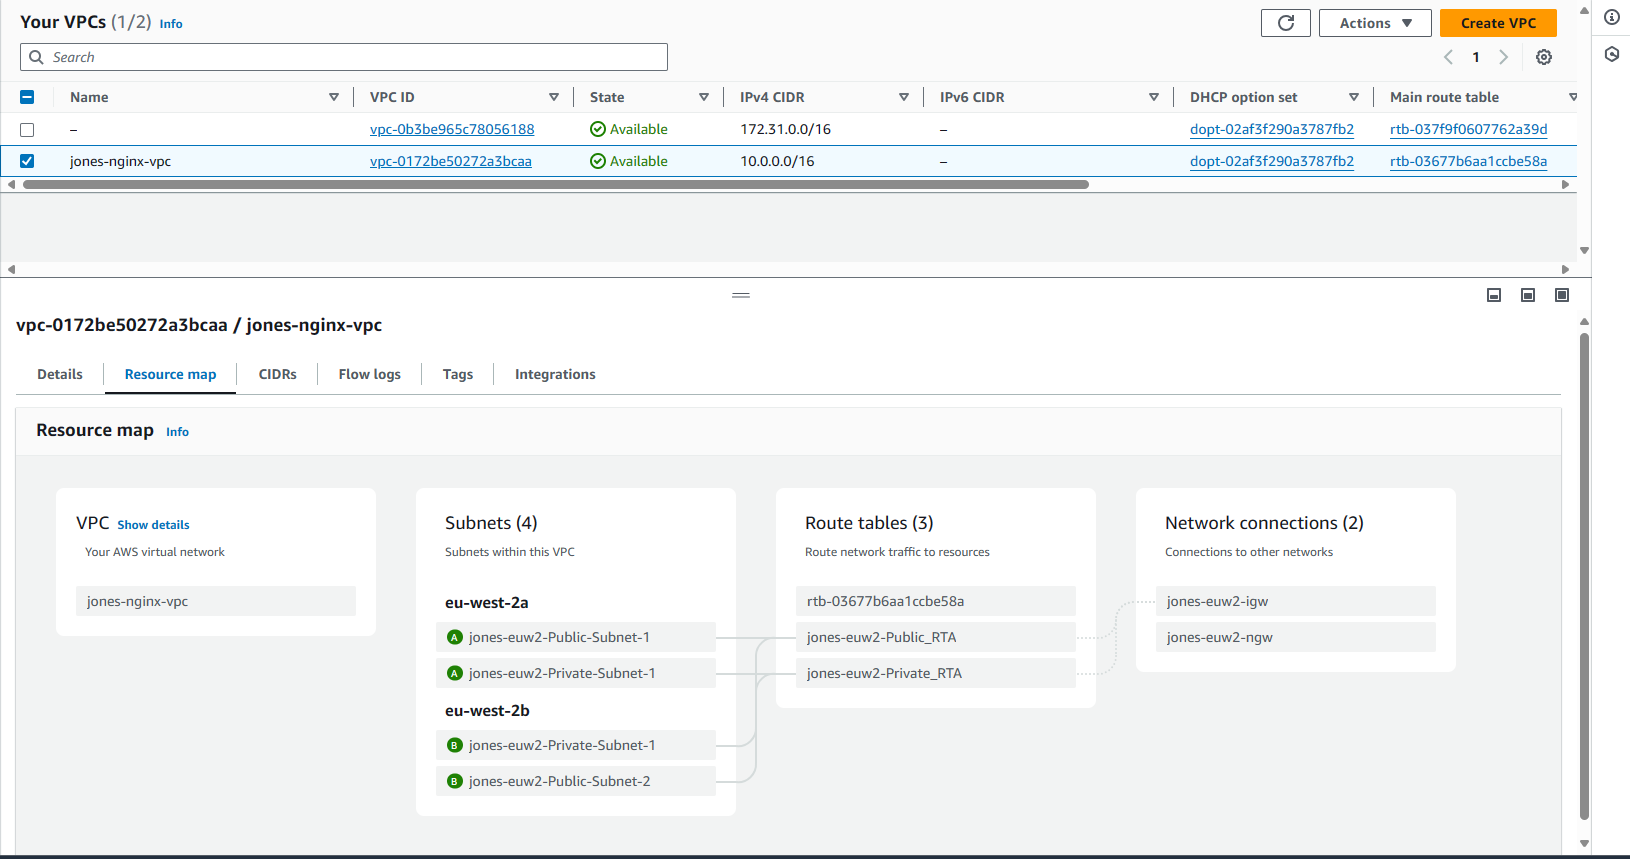 Your VPCs (1/2) Info
Actions
Create VPC
Search
1
Name VPC ID State IPv4 CIDR IPv6 CIDR DHCP option set Main route table
– vpc-0b3be965c78056188 Available 172.31.0.0/16 – dopt-02af3f290a3787fb2 rtb-037f9f0607762a39d
jones-nginx-vpc vpc-0172be50272a3bcaa Available 10.0.0.0/16 – dopt-02af3f290a3787fb2 rtb-03677b6aa1ccbe58a
vpc-0172be50272a3bcaa / jones-nginx-vpc
Details Resource map CIDRs Flow logs Tags Integrations
Resource map Info
VPC Show details
Your AWS virtual network
jones-nginx-vpc
Subnets (4)
Subnets within this VPC
eu-west-2a
A jones-euw2-Public-Subnet-1
A jones-euw2-Private-Subnet-1
eu-west-2b
B jones-euw2-Private-Subnet-1
B jones-euw2-Public-Subnet-2
Route tables (3)
Route network traffic to resources
rtb-03677b6aa1ccbe58a
jones-euw2-Public_RTA
jones-euw2-Private_RTA
Network connections (2)
Connections to other networks
jones-euw2-igw
jones-euw2-ngw